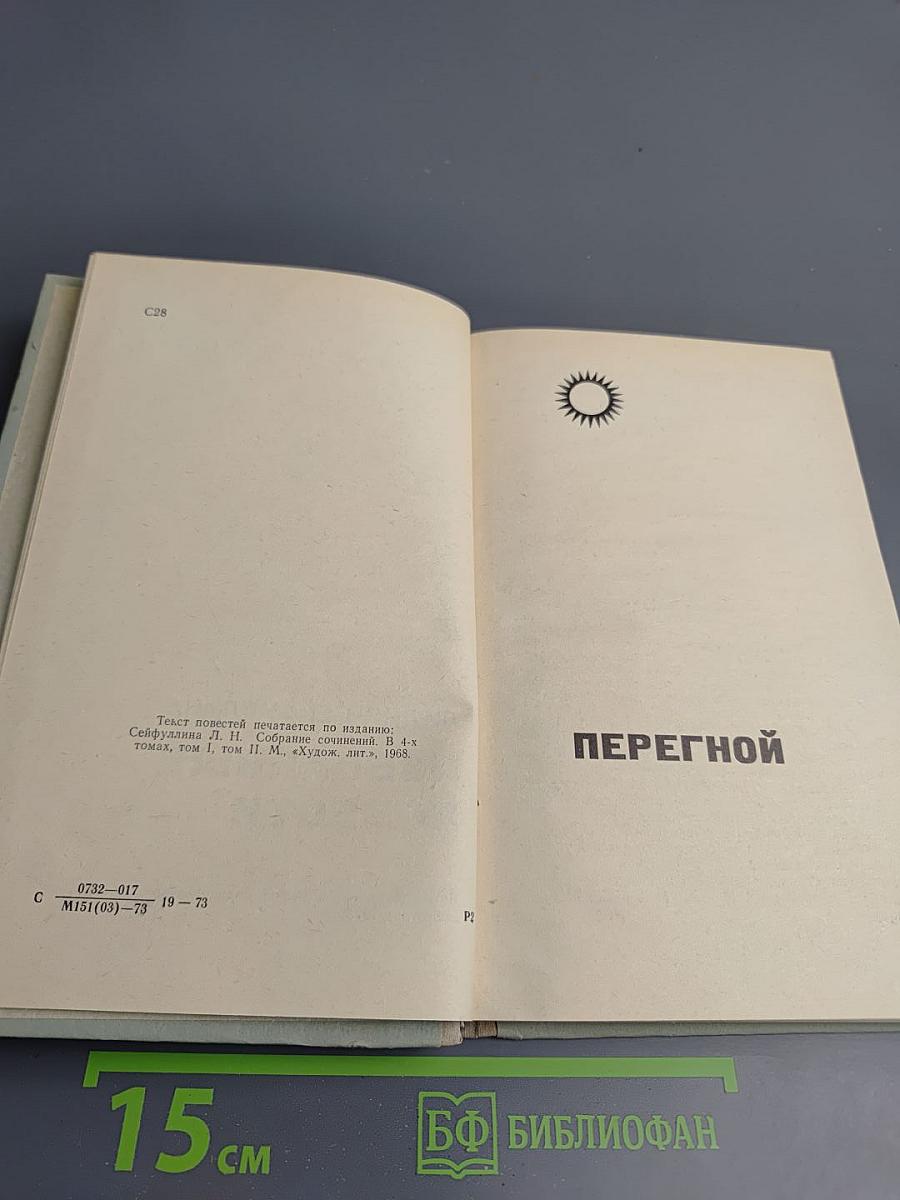 С28
Текст повестей печатается по изданию:
Сейфуллина Л. Н. Собрание сочинений. В 4-х
томах, том I, том II. М., «Худож. лит.», 1968.
С 0732—017
М151(03)—73 19 — 73
Р2
ПЕРЕГНОЙ
15 см
БФ БИБЛИОФАН